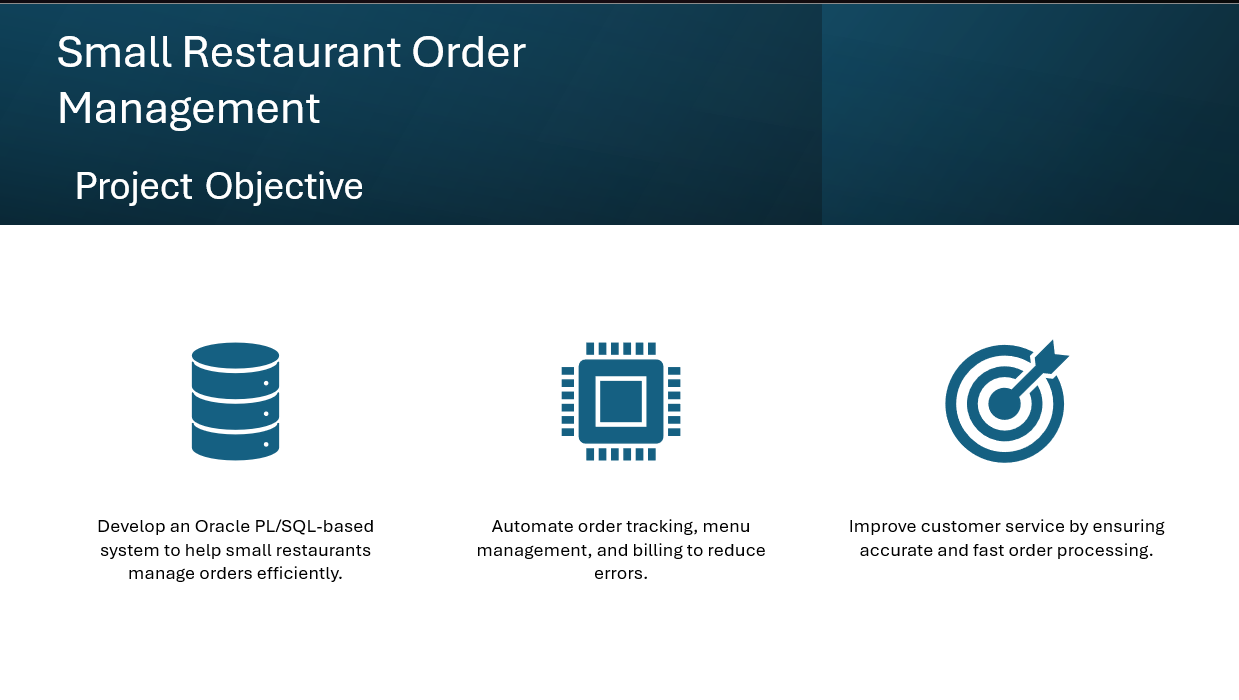 Small Restaurant Order
Management
Project Objective
Develop an Oracle PL/SQL-based
system to help small restaurants
manage orders efficiently.
Automate order tracking, menu
management, and billing to reduce
errors.
Improve customer service by ensuring
accurate and fast order processing.